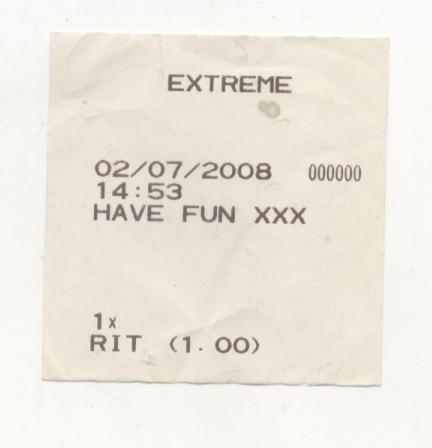 EXTREME
02/07/2008 000000
14:53
HAVE FUN XXX
1x
RIT (1.00)